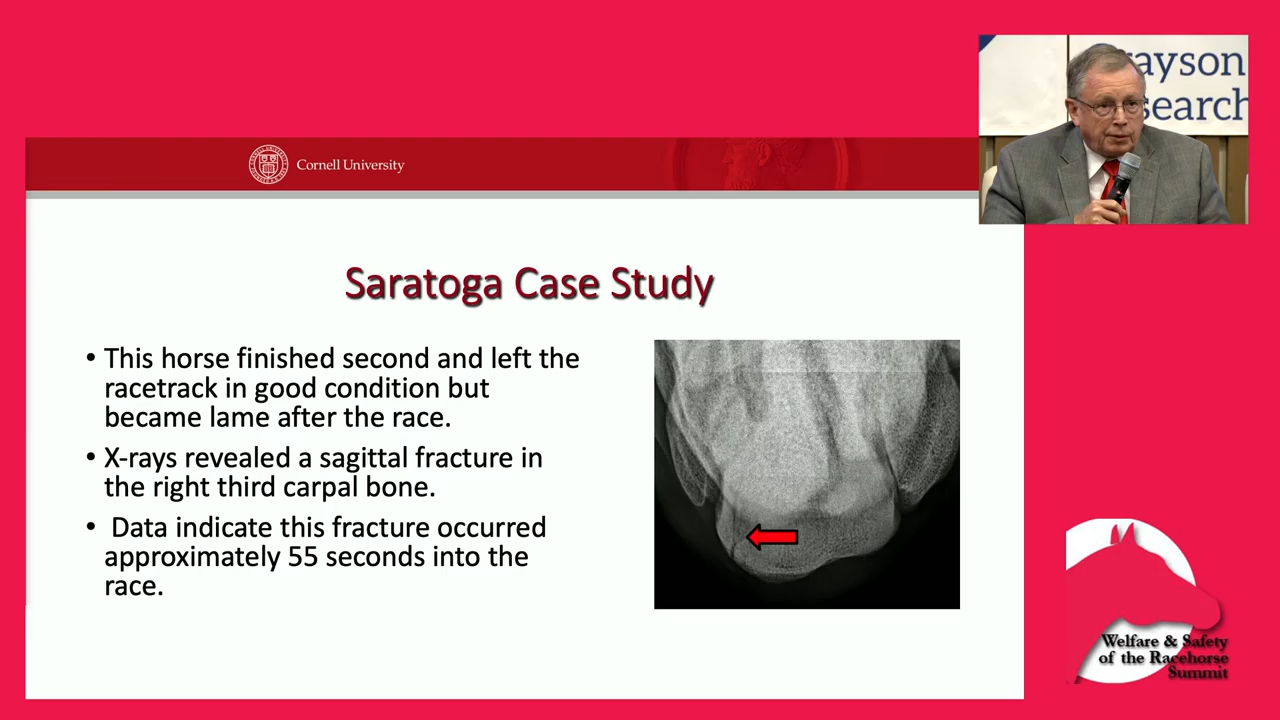 Cornell University
Saratoga Case Study
• This horse finished second and left the
racetrack in good condition but
became lame after the race.
• X-rays revealed a sagittal fracture in
the right third carpal bone.
• Data indicate this fracture occurred
approximately 55 seconds into the
race.
rayson
search
Welfare & Safety
of the Racehorse
Summit